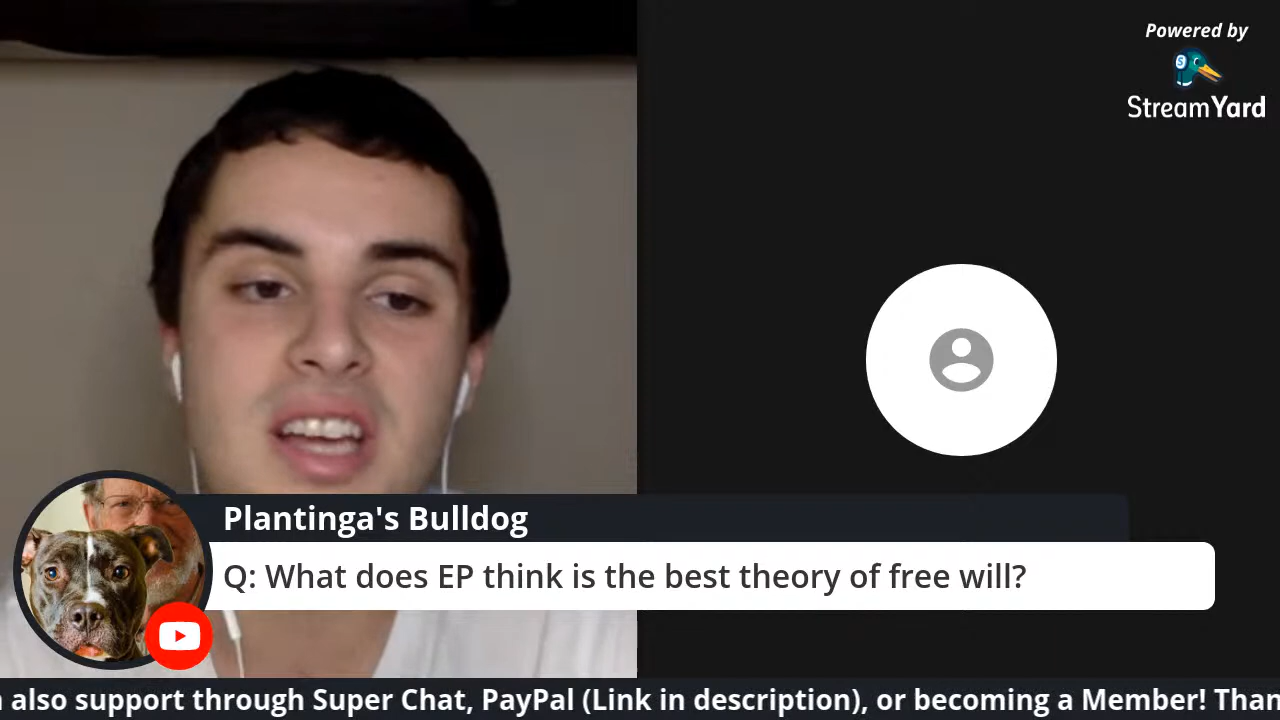 Powered by
StreamYard
Plantinga's Bulldog
Q: What does EP think is the best theory of free will?
also support through Super Chat, PayPal (Link in description), or becoming a Member! Than